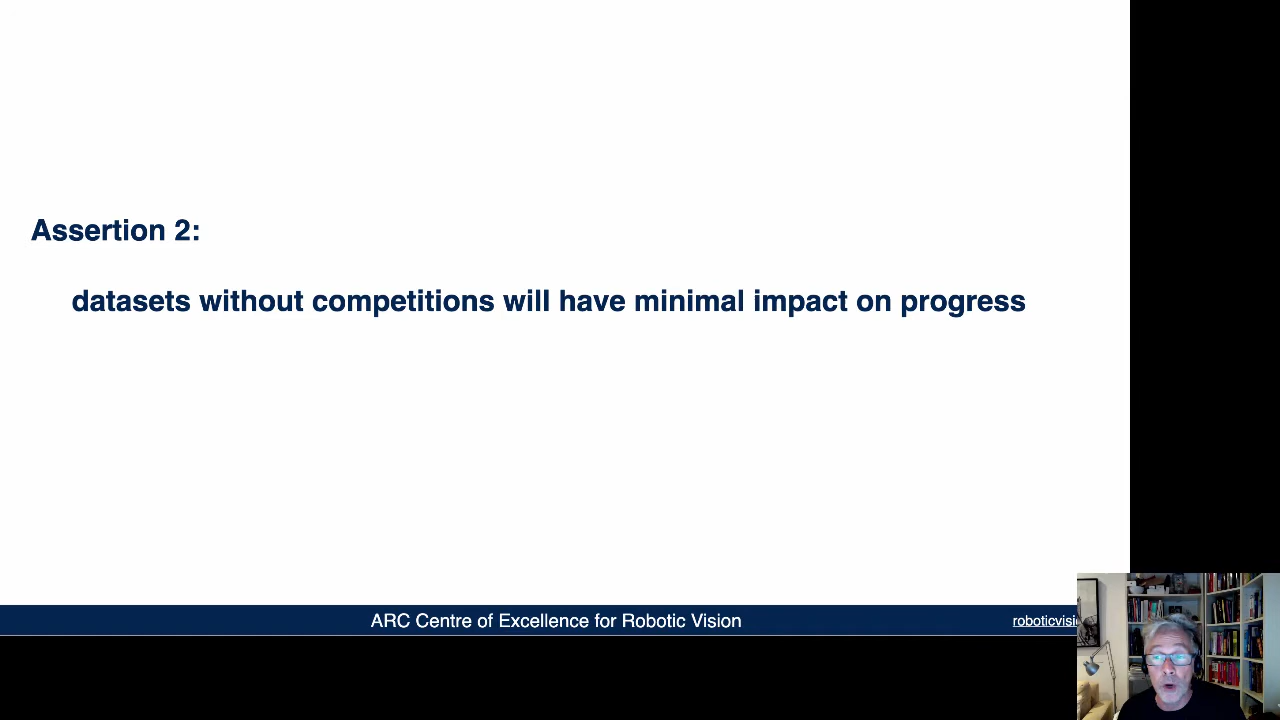 Assertion 2:
datasets without competitions will have minimal impact on progress
ARC Centre of Excellence for Robotic Vision